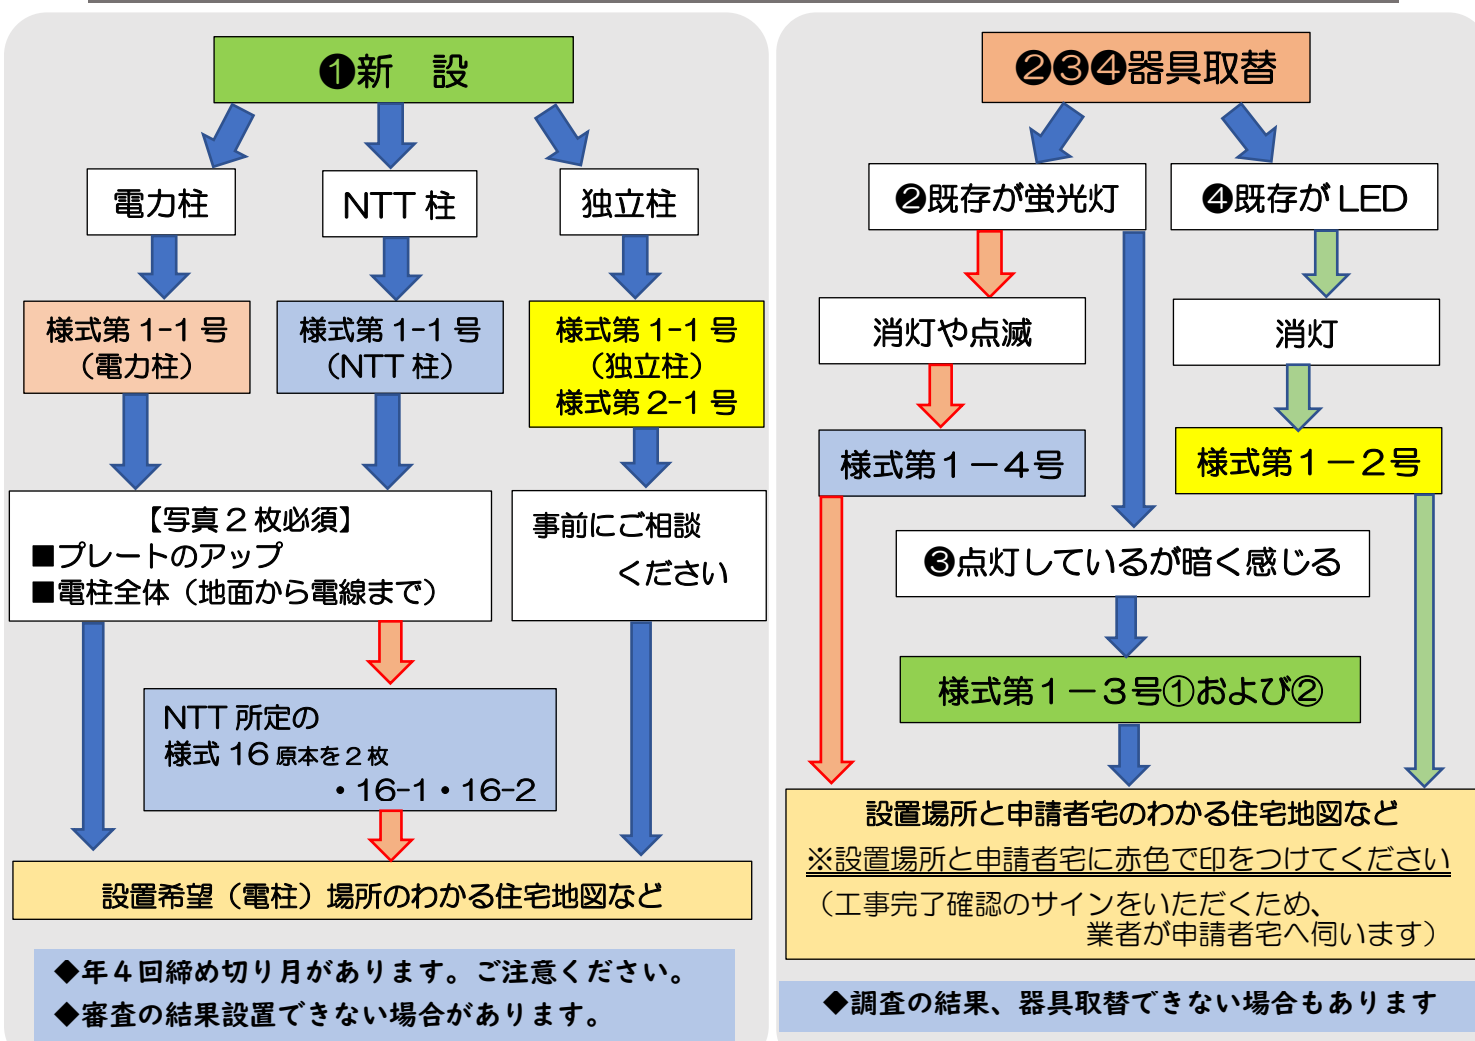 ❶新　設
電力柱
NTT 柱
独立柱
様式第 1-1 号
（電力柱）
様式第 1-1 号
（NTT 柱）
様式第 1-1 号
（独立柱）
様式第 2-1 号
【写真 2 枚必須】
■プレートのアップ
■電柱全体（地面から電線まで）
事前にご相談
ください
NTT 所定の
様式 16 原本を 2 枚
・16-1・16-2
設置希望（電柱）場所のわかる住宅地図など
◆年４回締め切り月があります。ご注意ください。
◆審査の結果設置できない場合があります。
❷❸❹器具取替
❷既存が蛍光灯
❹既存が LED
消灯や点滅
消灯
様式第１－４号
様式第１－２号
❸点灯しているが暗く感じる
様式第１－３号①および②
設置場所と申請者宅のわかる住宅地図など
※設置場所と申請者宅に赤色で印をつけてください
（工事完了確認のサインをいただくため、
業者が申請者宅へ伺います）
◆調査の結果、器具取替できない場合もあります